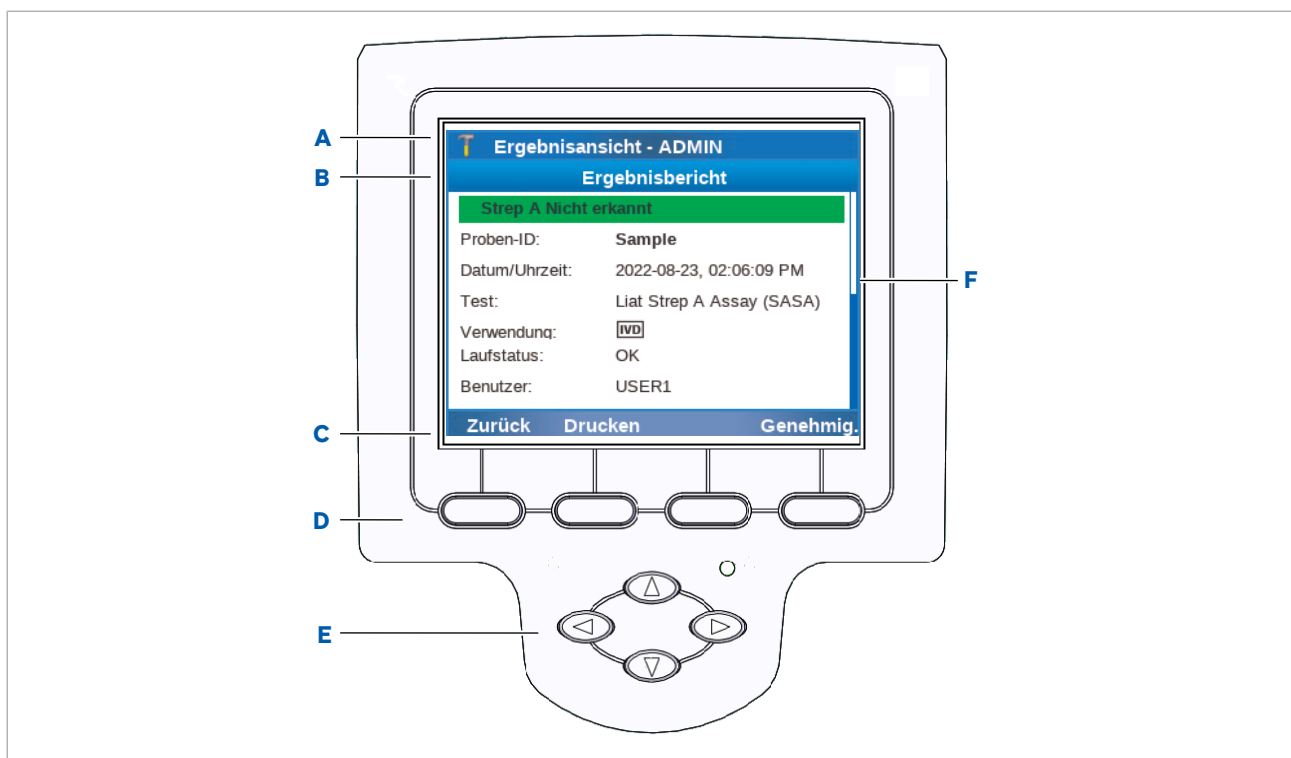 A
Ergebnisansicht - ADMIN
B
Ergebnisbericht
Strep A Nicht erkannt
Proben-ID: Sample
Datum/Uhrzeit: 2022-08-23, 02:06:09 PM
F
Test: Liat Strep A Assay (SASA)
Verwendung: IVD
Laufstatus: OK
Benutzer: USER1
C
Zurück Drucken Genehmig.
D
E